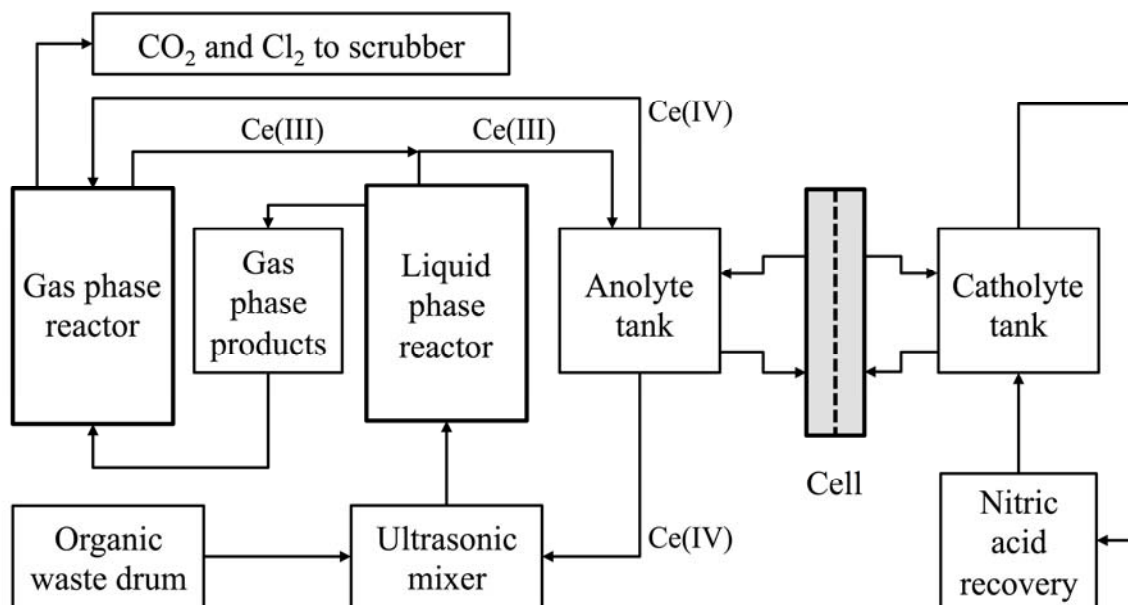 CO₂ and Cl₂ to scrubber
Ce(IV)
Ce(III)
Ce(III)
Gas phase
reactor
Gas
phase
products
Liquid
phase
reactor
Anolyte
tank
Catholyte
tank
Cell
Organic
waste drum
Ultrasonic
mixer
Ce(IV)
Nitric
acid
recovery